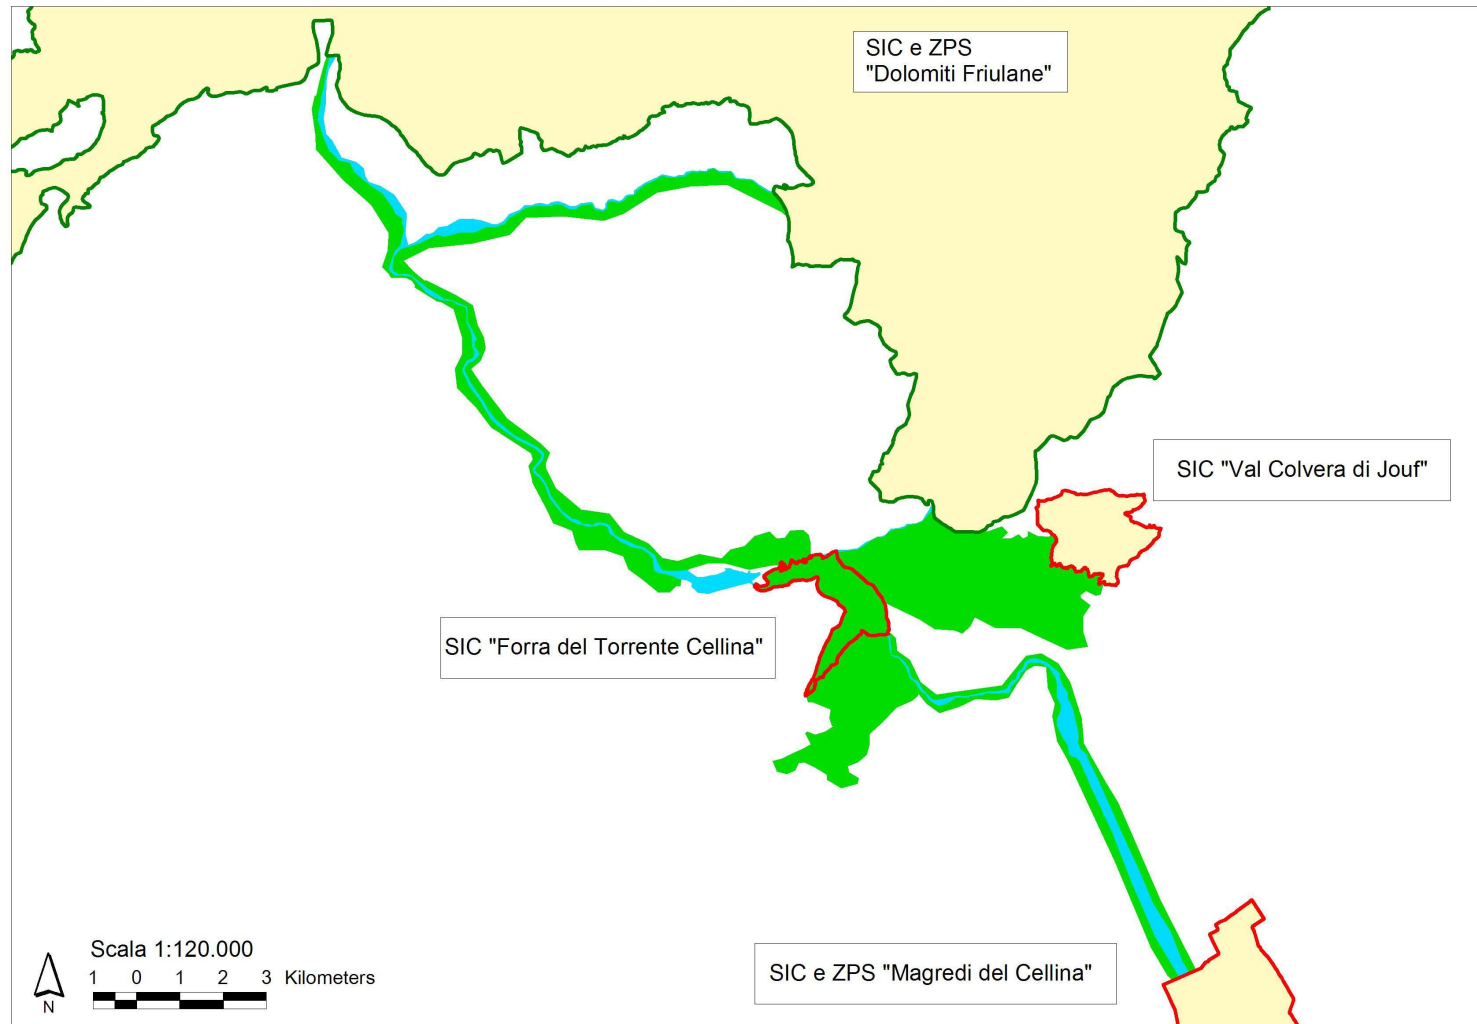 SIC e ZPS
"Dolomiti Friulane"
SIC "Val Colvera di Jouf"
SIC "Forra del Torrente Cellina"
SIC e ZPS "Magredi del Cellina"
Scala 1:120.000
1 0 1 2 3 Kilometers
N